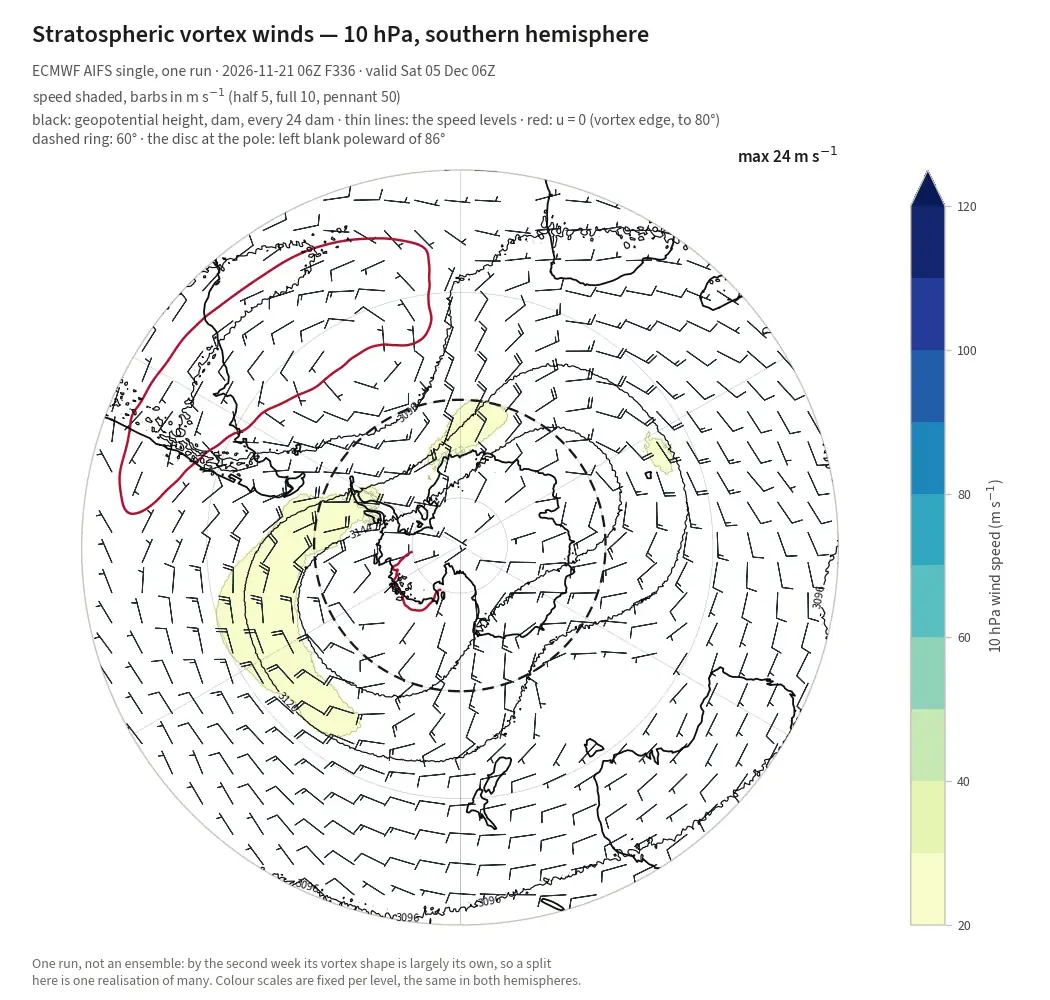 Stratospheric vortex winds — 10 hPa, southern hemisphere
ECMWF AIFS single, one run · 2026-11-21 06Z F336 · valid Sat 05 Dec 06Z
speed shaded, barbs in m s⁻¹ (half 5, full 10, pennant 50)
black: geopotential height, dam, every 24 dam · thin lines: the speed levels · red: u = 0 (vortex edge, to 80°)
dashed ring: 60° · the disc at the pole: left blank poleward of 86°
max 24 m s⁻¹
120
100
80
60
40
20
10 hPa wind speed (m s⁻¹)
3096
3144
3096
3120
3096
3096
3096
One run, not an ensemble: by the second week its vortex shape is largely its own, so a split
here is one realisation of many. Colour scales are fixed per level, the same in both hemispheres.